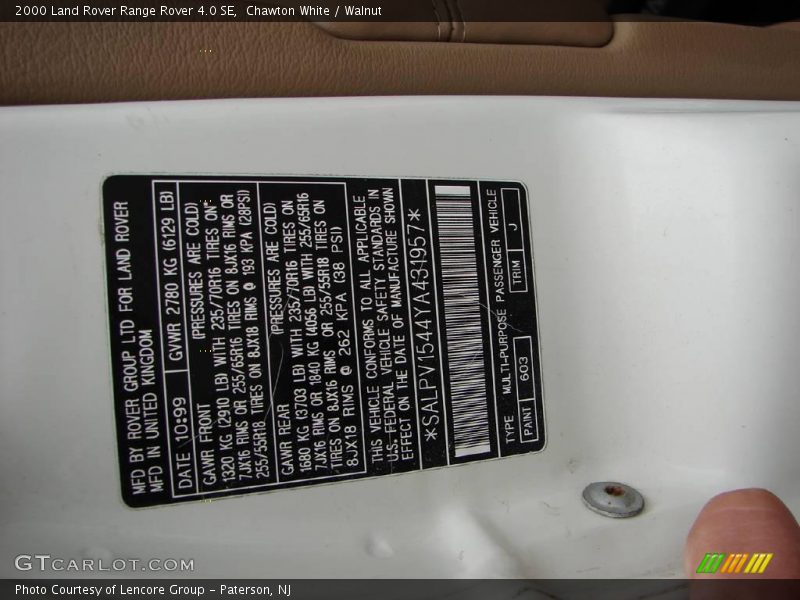 2000 Land Rover Range Rover 4.0 SE,  Chawton White / Walnut
MFD BY ROVER GROUP LTD FOR LAND ROVER
MFD IN UNITED KINGDOM
DATE 10:99 GVWR 2780 KG (6129 LB)
GAWR FRONT (PRESSURES ARE COLD)
1320 KG (2910 LB) WITH 235/70R16 TIRES ON
7JX16 RIMS OR 255/65R16 TIRES ON 8JX16 RIMS OR
255/55R18 TIRES ON 8JX18 RIMS @ 193 KPA (28PSI)
GAWR REAR (PRESSURES ARE COLD)
1680 KG (3703 LB) WITH 235/70R16 TIRES ON
7JX16 RIMS OR 1840 KG (4056 LB) WITH 255/65R16
TIRES ON 8JX16 RIMS OR 255/55R18 TIRES ON
8JX18 RIMS @ 262 KPA (38 PSI)
THIS VEHICLE CONFORMS TO ALL APPLICABLE
U.S. FEDERAL VEHICLE SAFETY STANDARDS IN
EFFECT ON THE DATE OF MANUFACTURE SHOWN
*SALPV1544YA431957*
TYPE MULTI-PURPOSE PASSENGER VEHICLE
PAINT 603 TRIM J
GTCARLOT.COM
Photo Courtesy of Lencore Group - Paterson, NJ